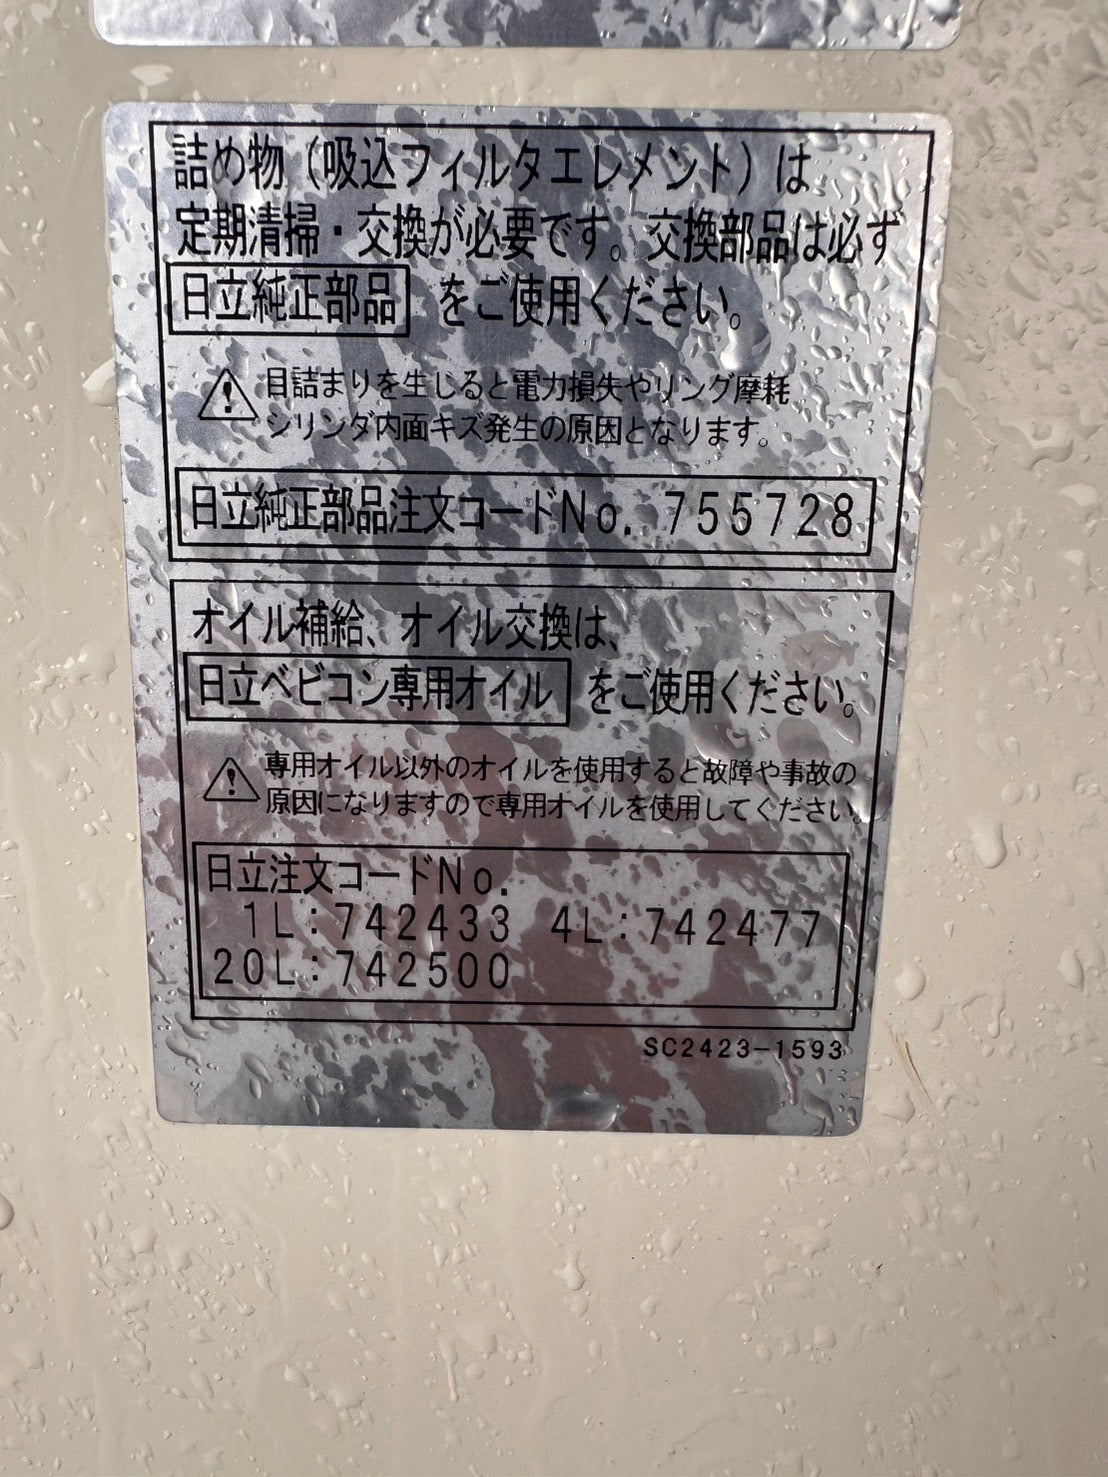 詰め物（吸込フィルタエレメント）は
定期清掃・交換が必要です。交換部品は必ず
日立純正部品 をご使用ください。
目詰まりを生じると電力損失やリング摩耗
シリンダ内面キズ発生の原因となります。
日立純正部品注文コードNo. 755728
オイル補給、オイル交換は、
日立ベビコン専用オイル をご使用ください。
専用オイル以外のオイルを使用すると故障や事故の
原因になりますので専用オイルを使用してください。
日立注文コードNo.
1L:742433 4L:742477
20L:742500
SC2423-1593